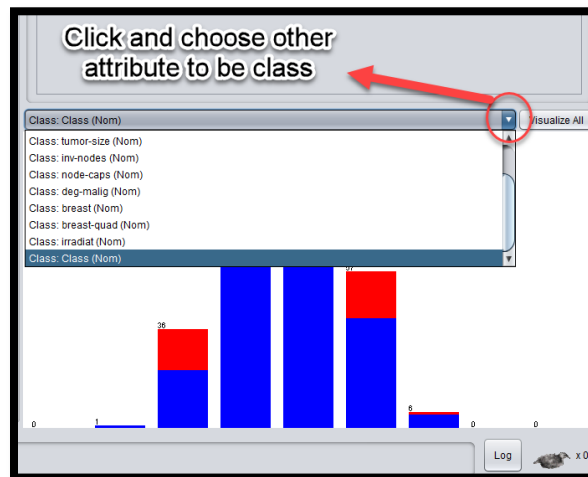 Click and choose other
attribute to be class
Class: Class (Nom)
Visualize All
Class: tumor-size (Nom)
Class: inv-nodes (Nom)
Class: node-caps (Nom)
Class: deg-malig (Nom)
Class: breast (Nom)
Class: breast-quad (Nom)
Class: irradiat (Nom)
Class: Class (Nom)
36
0
1
6
0
0
Log
x 0